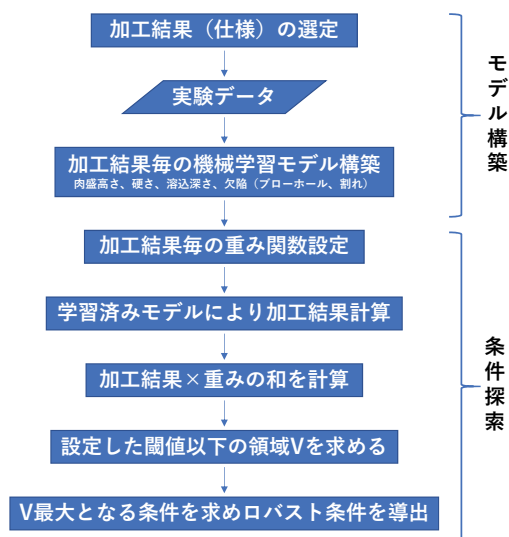 加工結果（仕様）の選定
実験データ
加工結果毎の機械学習モデル構築
肉盛高さ、硬さ、溶込深さ、欠陥（ブローホール、割れ）
モデル構築
加工結果毎の重み関数設定
学習済みモデルにより加工結果計算
加工結果×重みの和を計算
設定した閾値以下の領域Vを求める
V最大となる条件を求めロバスト条件を導出
条件探索